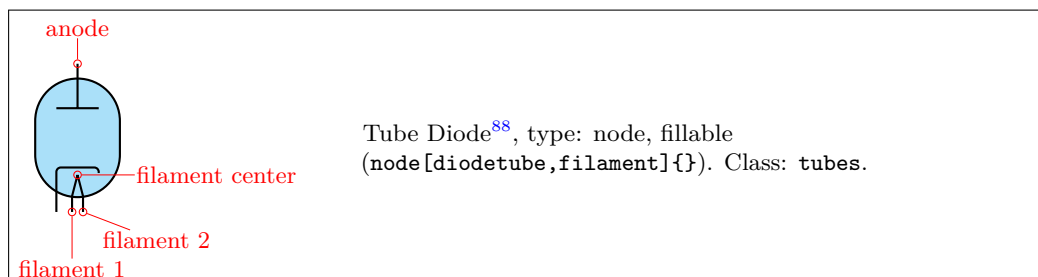 anode
Tube Diode88, type: node, fillable
(node[diodetube,filament]{}). Class: tubes.
filament center
filament 2
filament 1